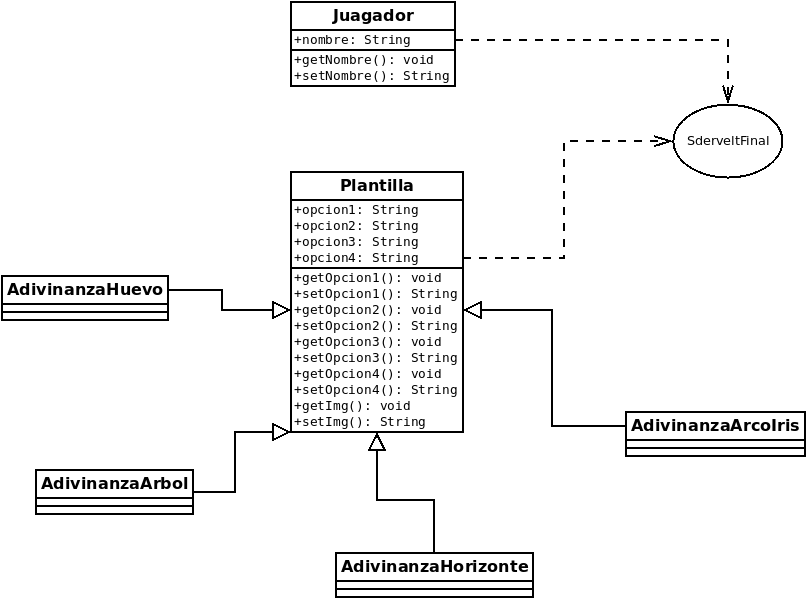 Juagador
+nombre: String
+getNombre(): void
+setNombre(): String
SderveltFinal
Plantilla
+opcion1: String
+opcion2: String
+opcion3: String
+opcion4: String
+getOpcion1(): void
+setOpcion1(): String
+getOpcion2(): void
+setOpcion2(): String
+getOpcion3(): void
+setOpcion3(): String
+getOpcion4(): void
+setOpcion4(): String
+getImg(): void
+setImg(): String
AdivinanzaHuevo
AdivinanzaArcoIris
AdivinanzaArbol
AdivinanzaHorizonte